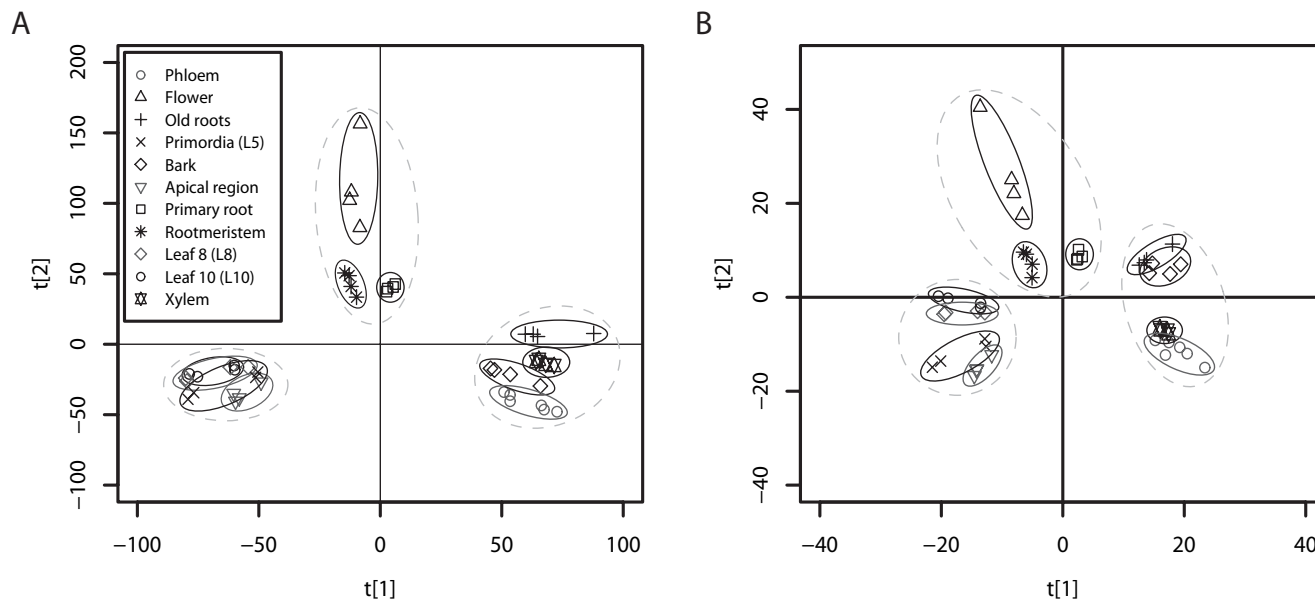 A
200
150
100
50
0
−50
−100
t[2]
Phloem
Flower
Old roots
Primordia (L5)
Bark
Apical region
Primary root
Rootmeristem
Leaf 8 (L8)
Leaf 10 (L10)
Xylem
−100 −50 0 50 100
t[1]
B
40
20
0
−20
−40
t[2]
−40 −20 0 20 40
t[1]